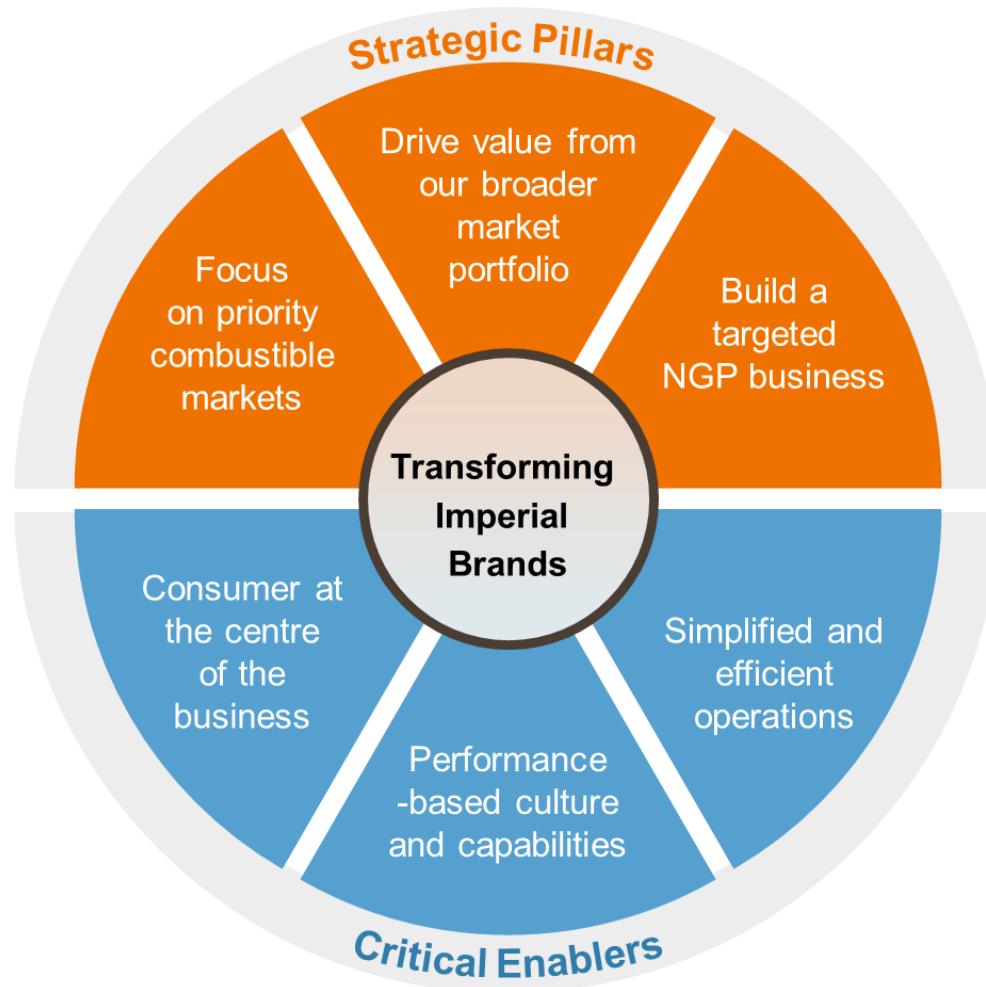 Strategic Pillars
Drive value from
our broader
market
portfolio
Focus
on priority
combustible
markets
Build a
targeted
NGP business
Transforming
Imperial
Brands
Consumer at
the centre
of the
business
Simplified and
efficient
operations
Performance
-based culture
and capabilities
Critical Enablers